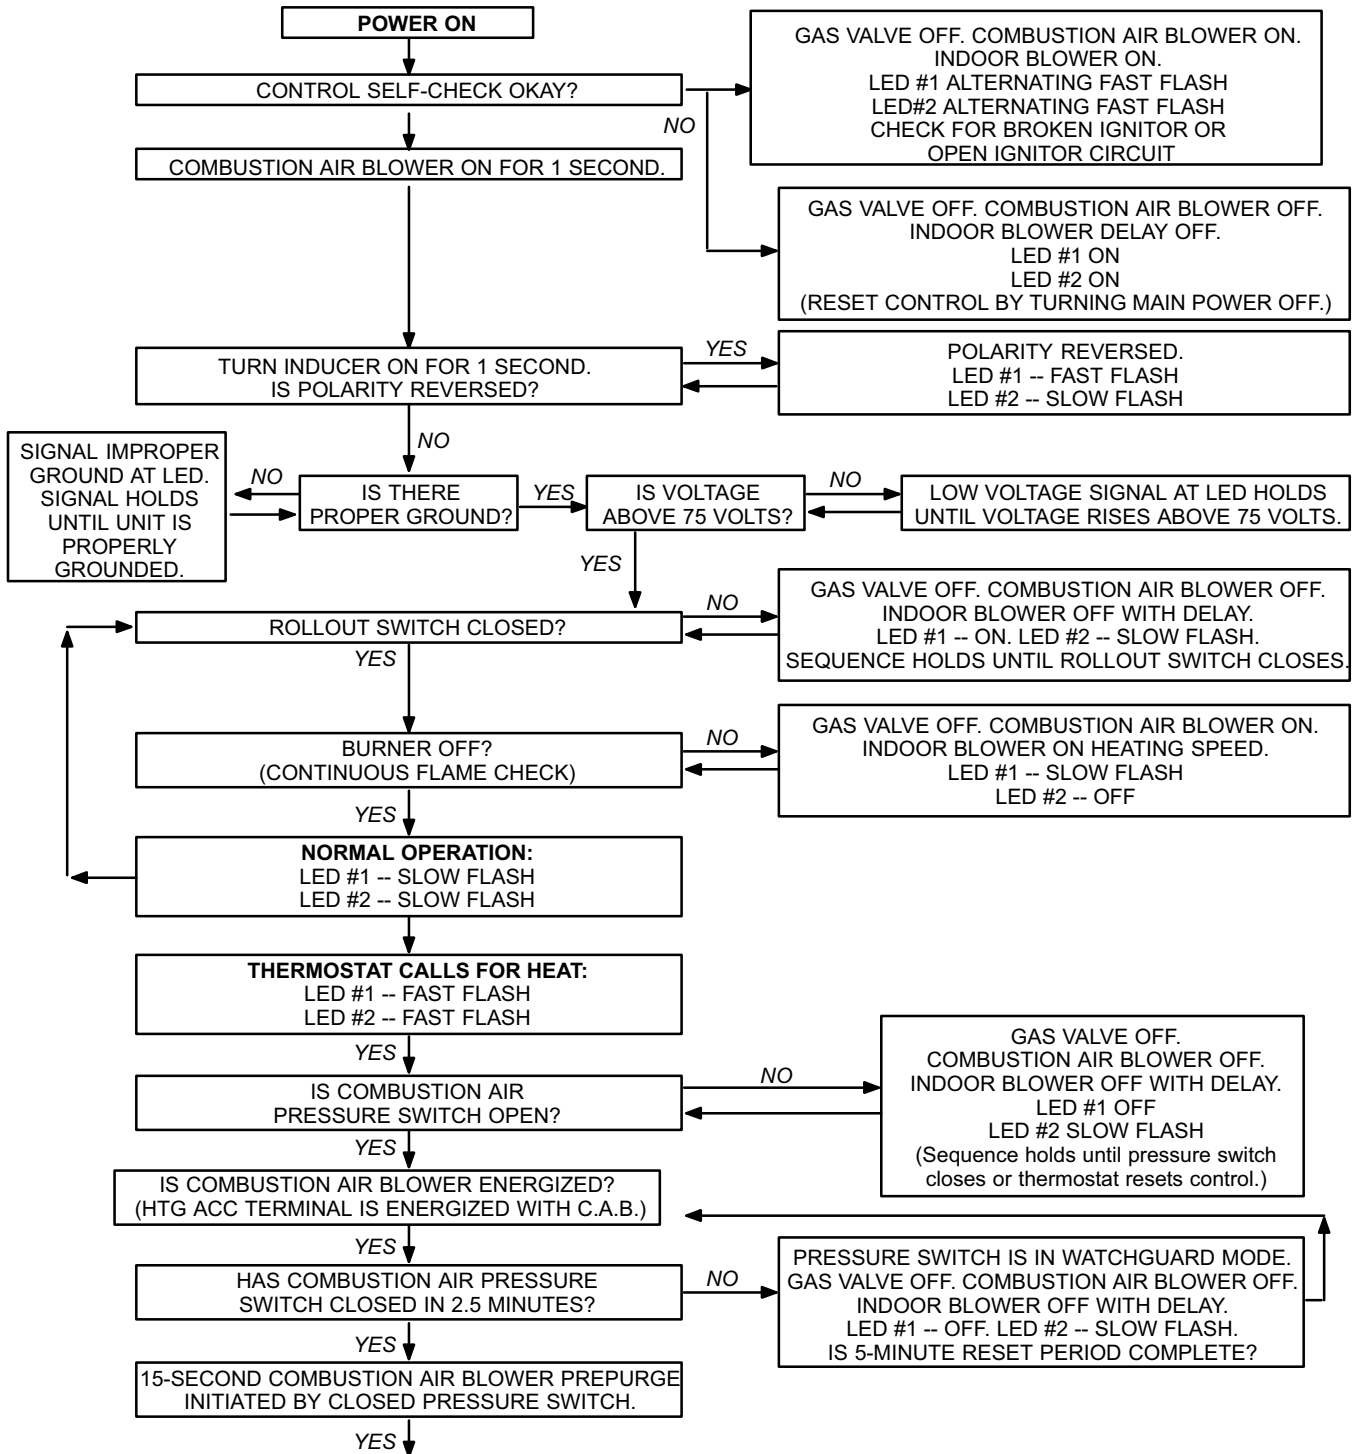 POWER ON
GAS VALVE OFF. COMBUSTION AIR BLOWER ON.
INDOOR BLOWER ON.
LED #1 ALTERNATING FAST FLASH
LED#2 ALTERNATING FAST FLASH
CHECK FOR BROKEN IGNITOR OR
OPEN IGNITOR CIRCUIT
CONTROL SELF-CHECK OKAY?
NO
COMBUSTION AIR BLOWER ON FOR 1 SECOND.
GAS VALVE OFF. COMBUSTION AIR BLOWER OFF.
INDOOR BLOWER DELAY OFF.
LED #1 ON
LED #2 ON
(RESET CONTROL BY TURNING MAIN POWER OFF.)
TURN INDUCER ON FOR 1 SECOND.
IS POLARITY REVERSED?
YES
POLARITY REVERSED.
LED #1 -- FAST FLASH
LED #2 -- SLOW FLASH
NO
SIGNAL IMPROPER
GROUND AT LED.
SIGNAL HOLDS
UNTIL UNIT IS
PROPERLY
GROUNDED.
NO
IS THERE
PROPER GROUND?
YES
IS VOLTAGE
ABOVE 75 VOLTS?
NO
LOW VOLTAGE SIGNAL AT LED HOLDS
UNTIL VOLTAGE RISES ABOVE 75 VOLTS.
YES
ROLLOUT SWITCH CLOSED?
NO
GAS VALVE OFF. COMBUSTION AIR BLOWER OFF.
INDOOR BLOWER OFF WITH DELAY.
LED #1 -- ON. LED #2 -- SLOW FLASH.
SEQUENCE HOLDS UNTIL ROLLOUT SWITCH CLOSES.
YES
BURNER OFF?
(CONTINUOUS FLAME CHECK)
NO
GAS VALVE OFF. COMBUSTION AIR BLOWER ON.
INDOOR BLOWER ON HEATING SPEED.
LED #1 -- SLOW FLASH
LED #2 -- OFF
YES
NORMAL OPERATION:
LED #1 -- SLOW FLASH
LED #2 -- SLOW FLASH
THERMOSTAT CALLS FOR HEAT:
LED #1 -- FAST FLASH
LED #2 -- FAST FLASH
YES
IS COMBUSTION AIR
PRESSURE SWITCH OPEN?
NO
GAS VALVE OFF.
COMBUSTION AIR BLOWER OFF.
INDOOR BLOWER OFF WITH DELAY.
LED #1 OFF
LED #2 SLOW FLASH
(Sequence holds until pressure switch
closes or thermostat resets control.)
YES
IS COMBUSTION AIR BLOWER ENERGIZED?
(HTG ACC TERMINAL IS ENERGIZED WITH C.A.B.)
YES
HAS COMBUSTION AIR PRESSURE
SWITCH CLOSED IN 2.5 MINUTES?
NO
PRESSURE SWITCH IS IN WATCHGUARD MODE.
GAS VALVE OFF. COMBUSTION AIR BLOWER OFF.
INDOOR BLOWER OFF WITH DELAY.
LED #1 -- OFF. LED #2 -- SLOW FLASH.
IS 5-MINUTE RESET PERIOD COMPLETE?
YES
15-SECOND COMBUSTION AIR BLOWER PREPURGE
INITIATED BY CLOSED PRESSURE SWITCH.
YES